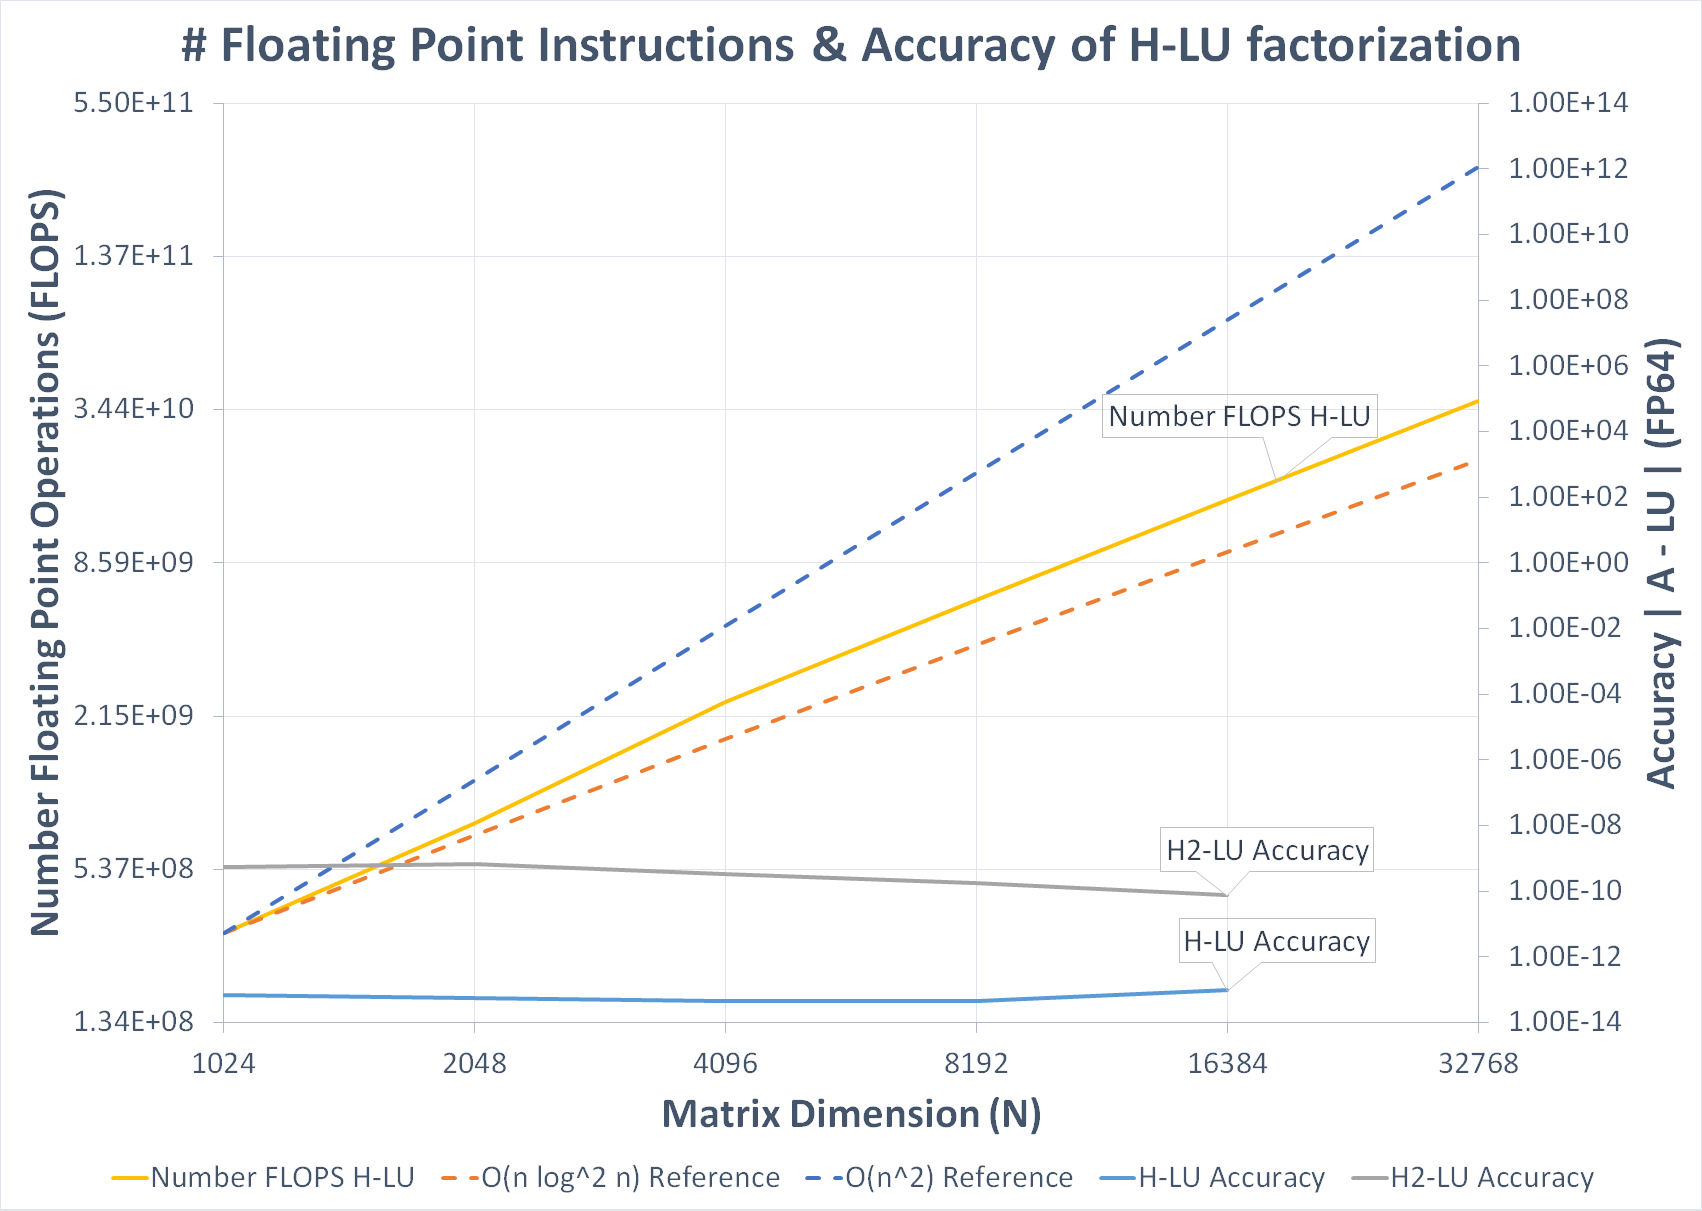 # Floating Point Instructions & Accuracy of H-LU factorization
Number Floating Point Operations (FLOPS)
5.50E+11
1.37E+11
3.44E+10
8.59E+09
2.15E+09
5.37E+08
1.34E+08
1.00E+14
1.00E+12
1.00E+10
1.00E+08
1.00E+06
1.00E+04
1.00E+02
1.00E+00
1.00E-02
1.00E-04
1.00E-06
1.00E-08
1.00E-10
1.00E-12
1.00E-14
Accuracy | A - LU | (FP64)
Number FLOPS H-LU
H2-LU Accuracy
H-LU Accuracy
1024 2048 4096 8192 16384 32768
Matrix Dimension (N)
Number FLOPS H-LU O(n log^2 n) Reference O(n^2) Reference H-LU Accuracy H2-LU Accuracy